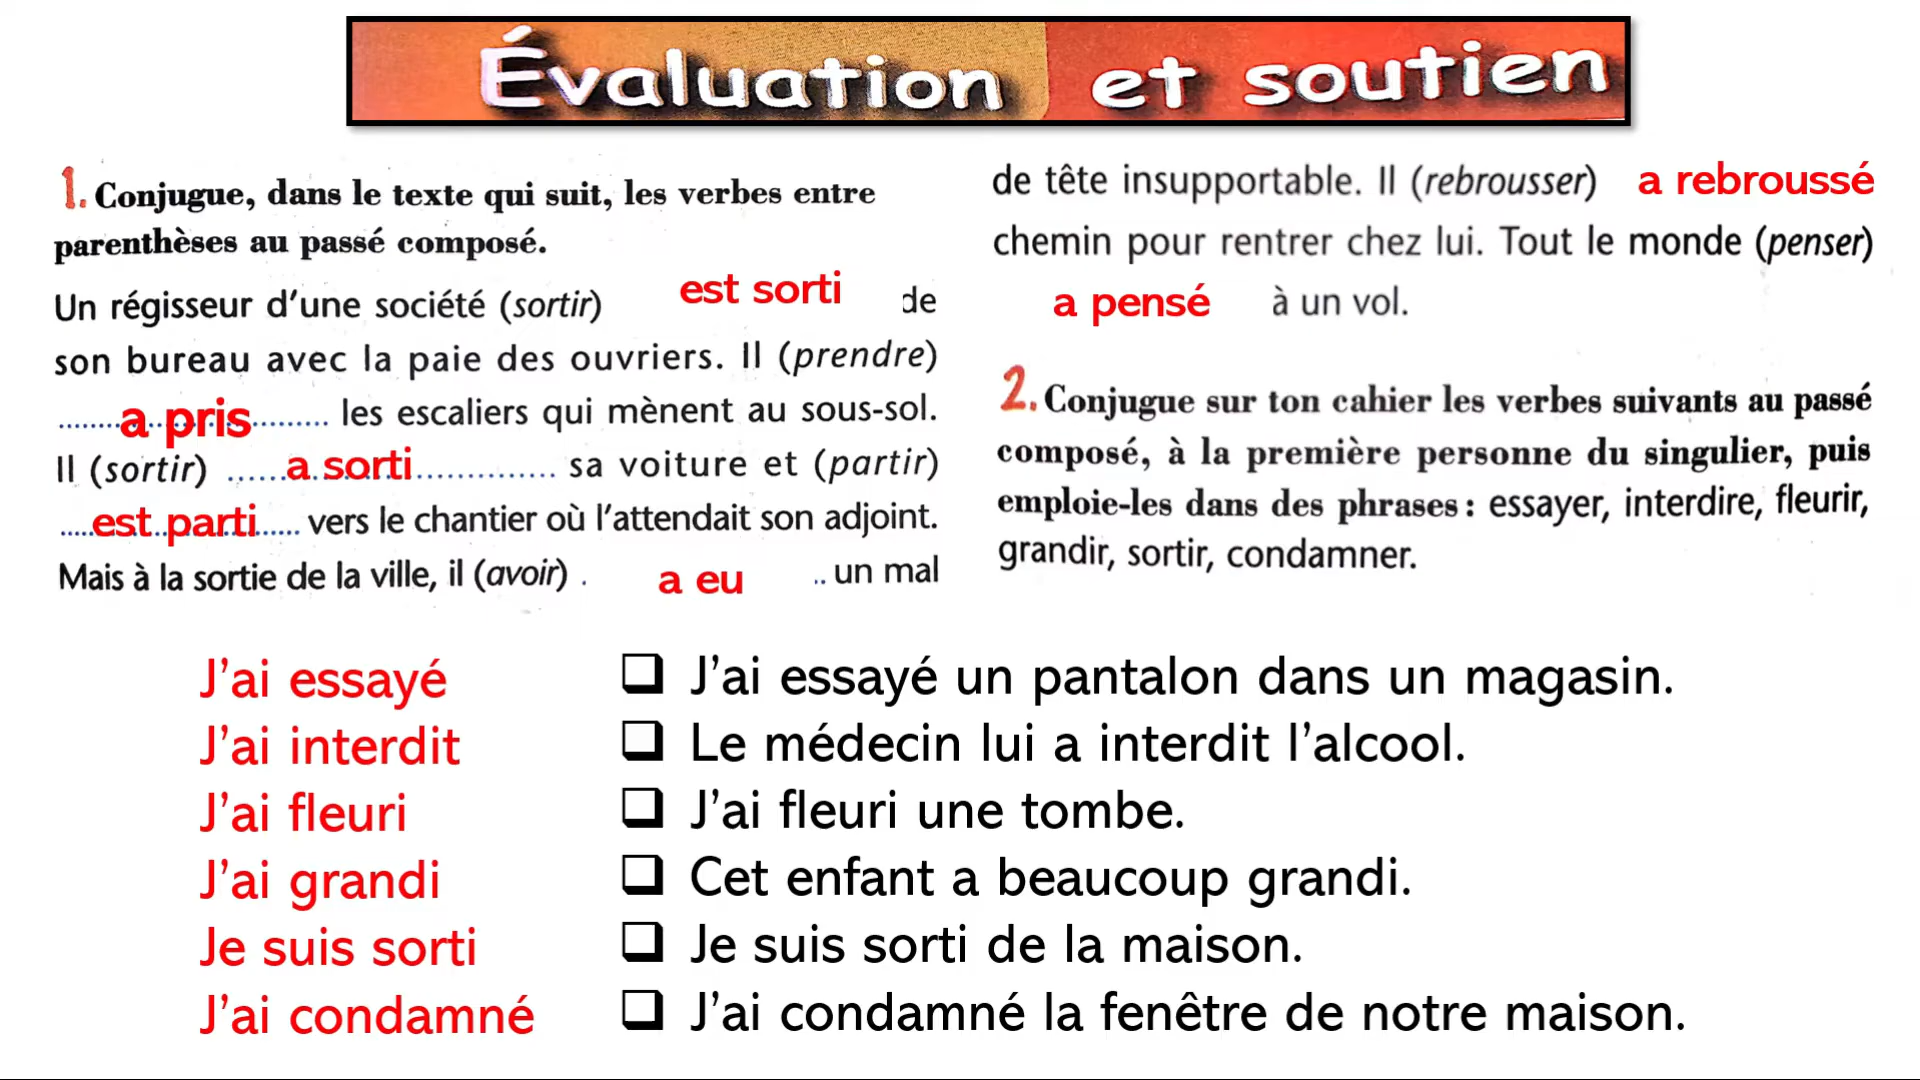 Évaluation et soutien
1. Conjugue, dans le texte qui suit, les verbes entre
parenthèses au passé composé.
Un régisseur d’une société (sortir) est sorti de
son bureau avec la paie des ouvriers. Il (prendre)
........a pris......... les escaliers qui mènent au sous-sol.
Il (sortir) ......a sorti.............. sa voiture et (partir)
.....est parti..... vers le chantier où l’attendait son adjoint.
Mais à la sortie de la ville, il (avoir) . a eu .. un mal
de tête insupportable. Il (rebrousser) a rebroussé
chemin pour rentrer chez lui. Tout le monde (penser)
a pensé à un vol.
2. Conjugue sur ton cahier les verbes suivants au passé
composé, à la première personne du singulier, puis
emploie-les dans des phrases : essayer, interdire, fleurir,
grandir, sortir, condamner.
J’ai essayé ❑ J’ai essayé un pantalon dans un magasin.
J’ai interdit ❑ Le médecin lui a interdit l’alcool.
J’ai fleuri ❑ J’ai fleuri une tombe.
J’ai grandi ❑ Cet enfant a beaucoup grandi.
Je suis sorti ❑ Je suis sorti de la maison.
J’ai condamné ❑ J’ai condamné la fenêtre de notre maison.